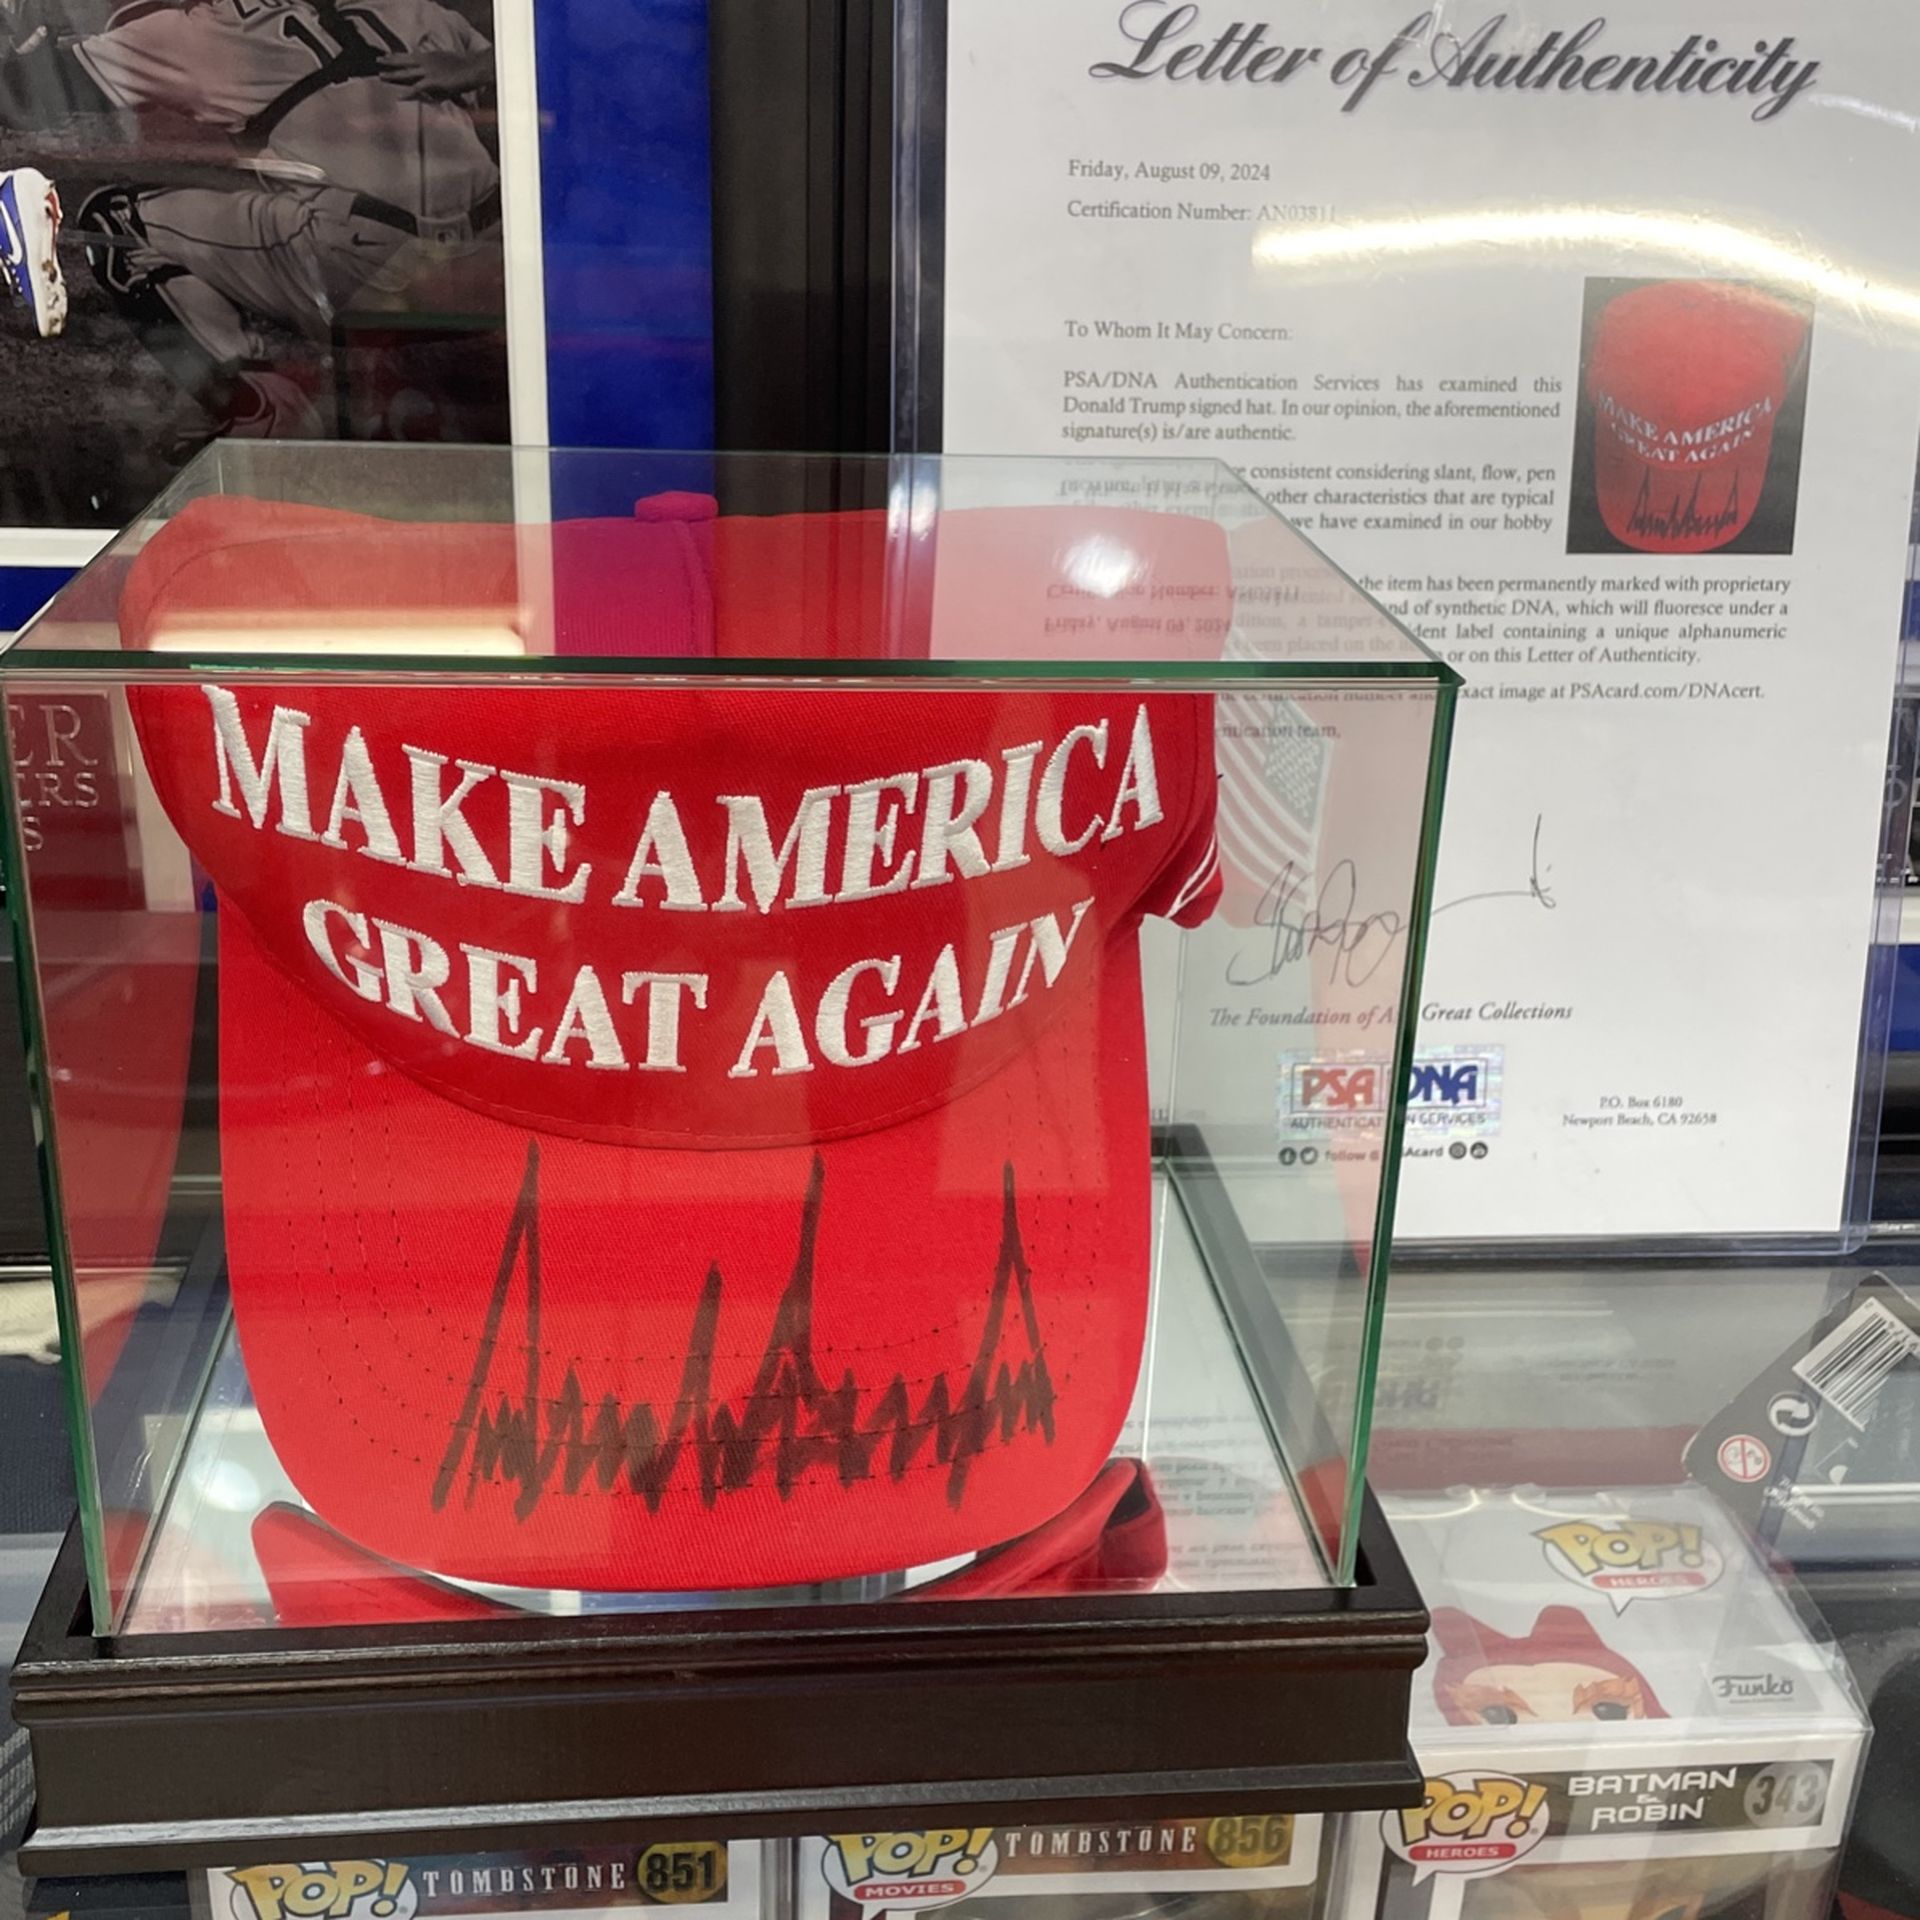 Letter of Authenticity
Friday, August 09, 2024
Certification Number: AN03811
To Whom It May Concern:
PSA/DNA Authentication Services has examined this
Donald Trump signed hat. In our opinion, the aforementioned
signature(s) is/are authentic.
consistent considering slant, flow, pen
other characteristics that are typical
we have examined in our hobby
the item has been permanently marked with proprietary
of synthetic DNA, which will fluoresce under a
label containing a unique alphanumeric
or on this Letter of Authenticity.
image at PSAcard.com/DNAcert.
team,
MAKE AMERICA
GREAT AGAIN
MAKE AMERICA
GREAT AGAIN
The Foundation of Great Collections
PSA DNA
P.O. Box 6180
Newport Beach, CA 92658
follow
POP!
HEROES
Funko
POP!
HEROES
BATMAN
&
ROBIN
343
POP!
TOMBSTONE
851
POP!
MOVIES
TOMBSTONE
856